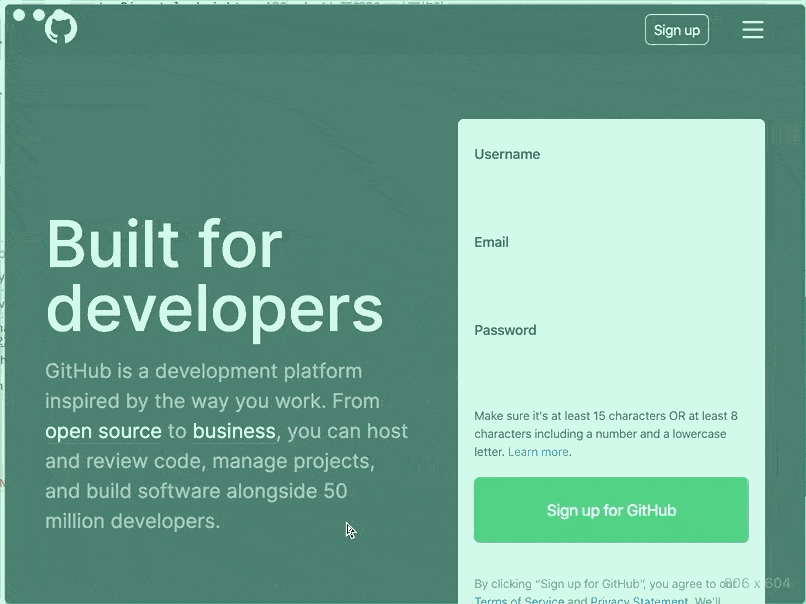 Sign up
Username
Email
Built for
developers
Password
GitHub is a development platform
inspired by the way you work. From
open source to business, you can host
and review code, manage projects,
and build software alongside 50
million developers.
Make sure it's at least 15 characters OR at least 8
characters including a number and a lowercase
letter. Learn more.
Sign up for GitHub
By clicking “Sign up for GitHub”, you agree to our
Terms of Service and Privacy Statement. We'll
806 x 604